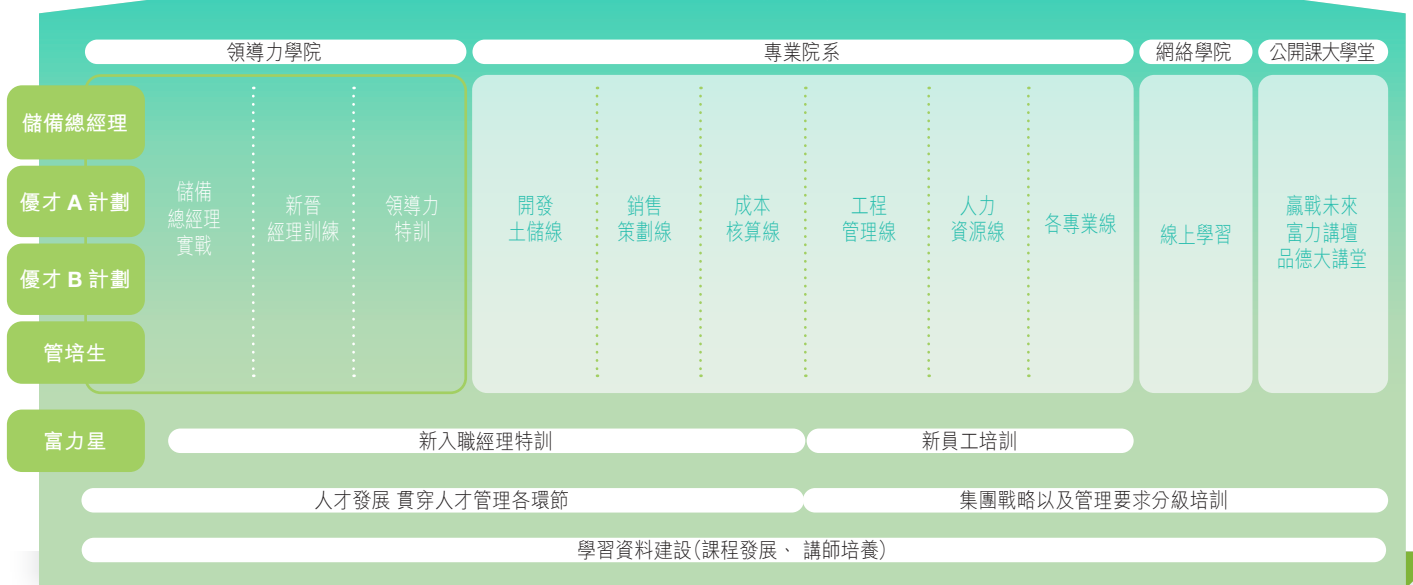 領導力學院
專業院系
網絡學院
公開課大學堂
儲備總經理
優才 A 計劃
優才 B 計劃
管培生
儲備
總經理
實戰
新晉
經理訓練
領導力
特訓
開發
土儲線
銷售
策劃線
成本
核算線
工程
管理線
人力
資源線
各專業線
線上學習
贏戰未來
富力講壇
品德大講堂
富力星
新入職經理特訓
新員工培訓
人才發展 貫穿人才管理各環節
集團戰略以及管理要求分級培訓
學習資料建設(課程發展、 講師培養)